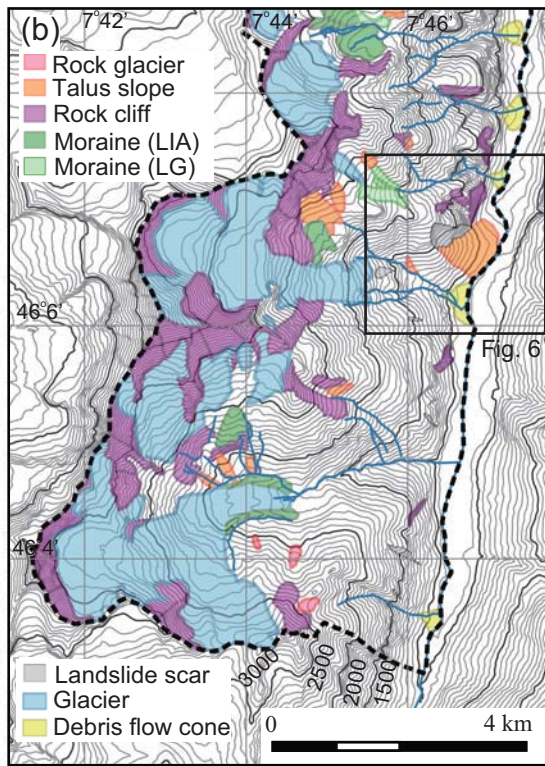 (b)
7°42'
7°44'
7°46'
Rock glacier
Talus slope
Rock cliff
Moraine (LIA)
Moraine (LG)
46°6'
Fig. 6
46°4'
3000
2500
2000
1500
Landslide scar
Glacier
Debris flow cone
0
4 km